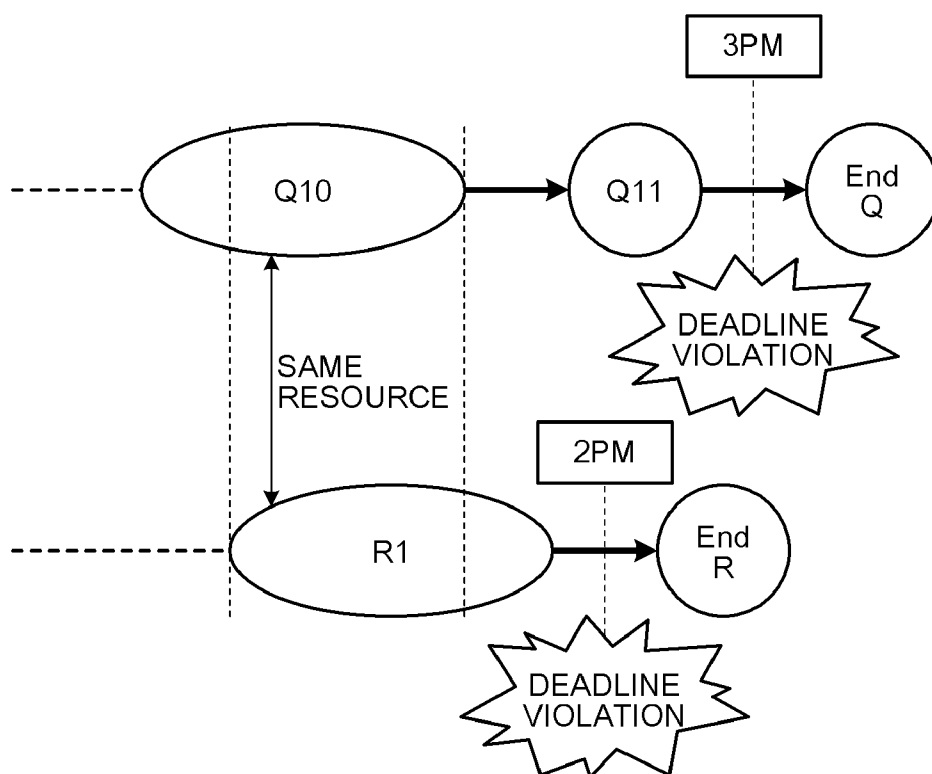 3PM
Q10
Q11
End
Q
DEADLINE
VIOLATION
SAME
RESOURCE
2PM
R1
End
R
DEADLINE
VIOLATION